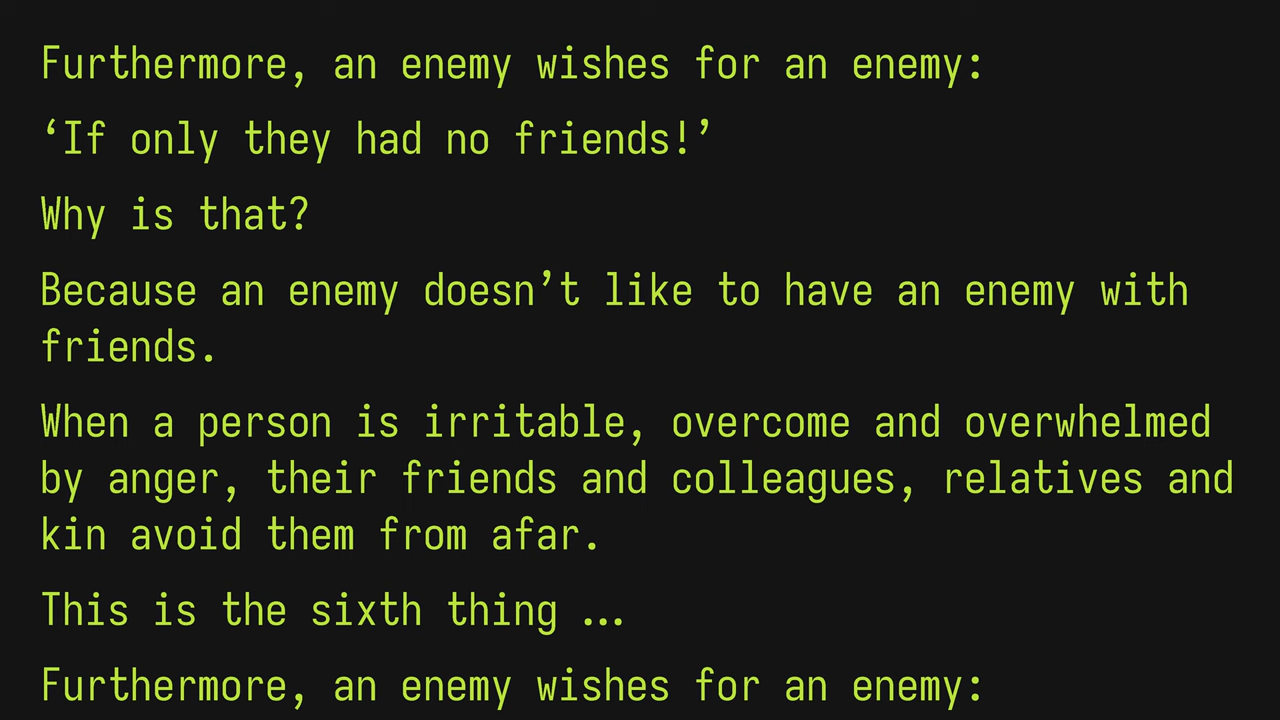 Furthermore, an enemy wishes for an enemy:
‘If only they had no friends!’
Why is that?
Because an enemy doesn’t like to have an enemy with
friends.
When a person is irritable, overcome and overwhelmed
by anger, their friends and colleagues, relatives and
kin avoid them from afar.
This is the sixth thing …
Furthermore, an enemy wishes for an enemy: